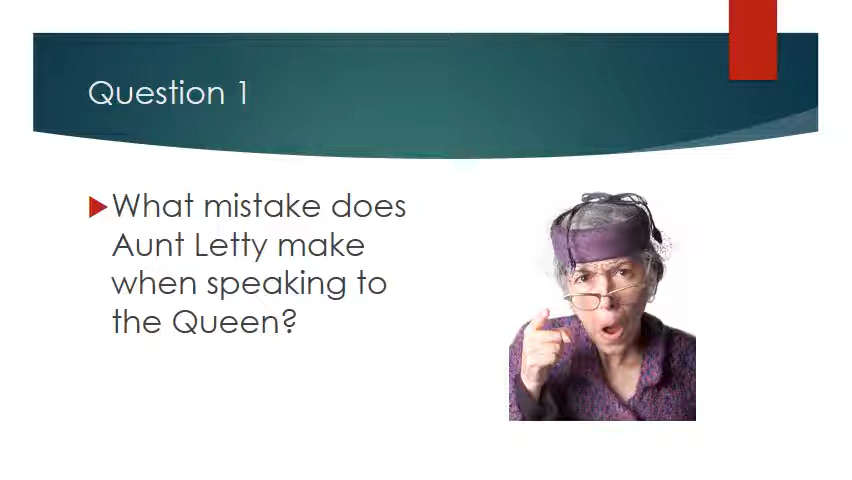 Question 1
What mistake does
Aunt Letty make
when speaking to
the Queen?